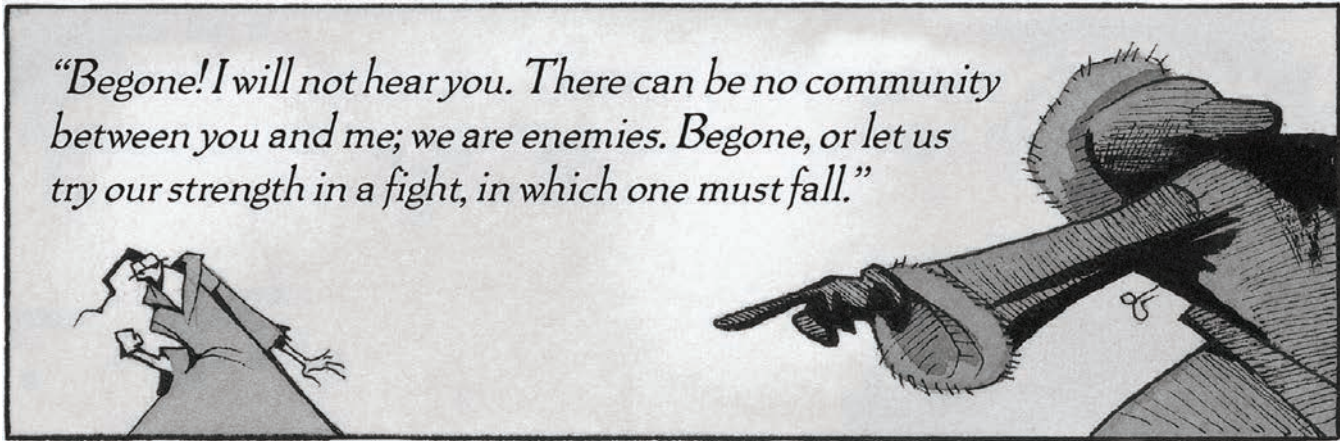 “Begone! I will not hear you. There can be no community
between you and me; we are enemies. Begone, or let us
try our strength in a fight, in which one must fall.”